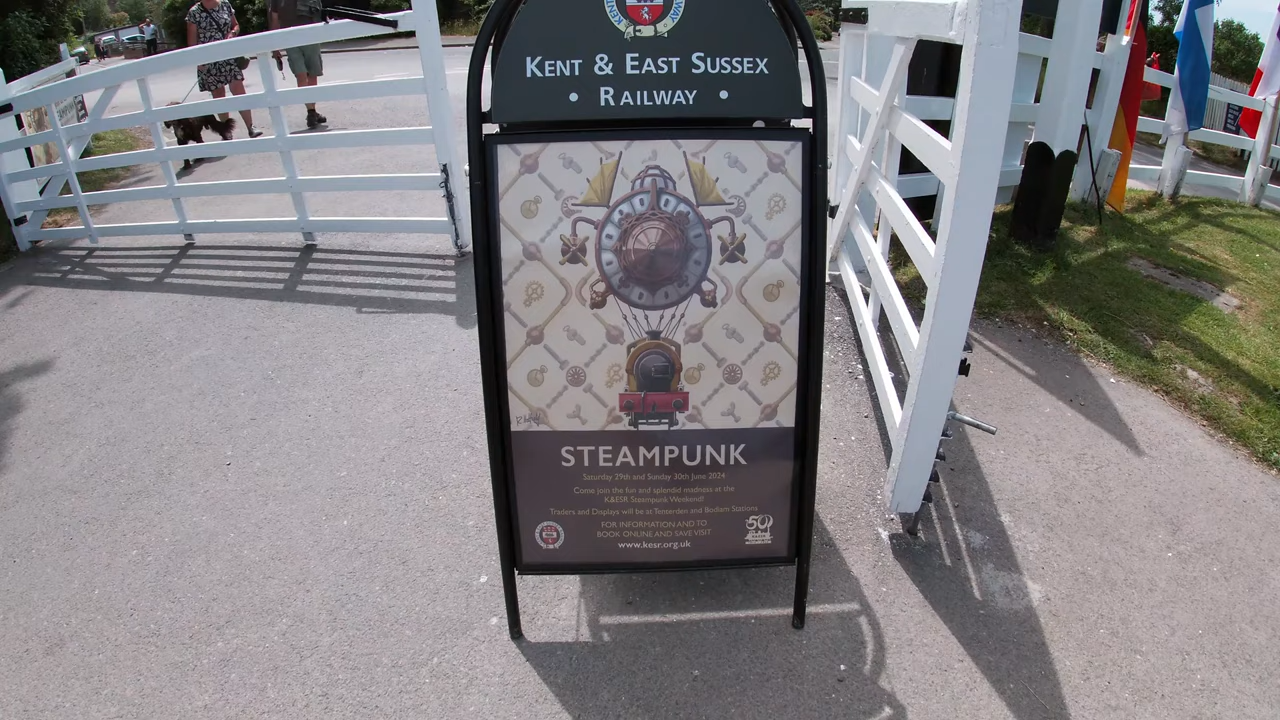 KENT & EAST SUSSEX
• RAILWAY •
STEAMPUNK
Saturday 29th and Sunday 30th June 2024
Come join the fun and splendid madness at the
K&ESR Steampunk Weekend!
Traders and Displays will be at Tenterden and Bodiam Stations
FOR INFORMATION AND TO
BOOK ONLINE AND SAVE VISIT
www.kesr.org.uk
50